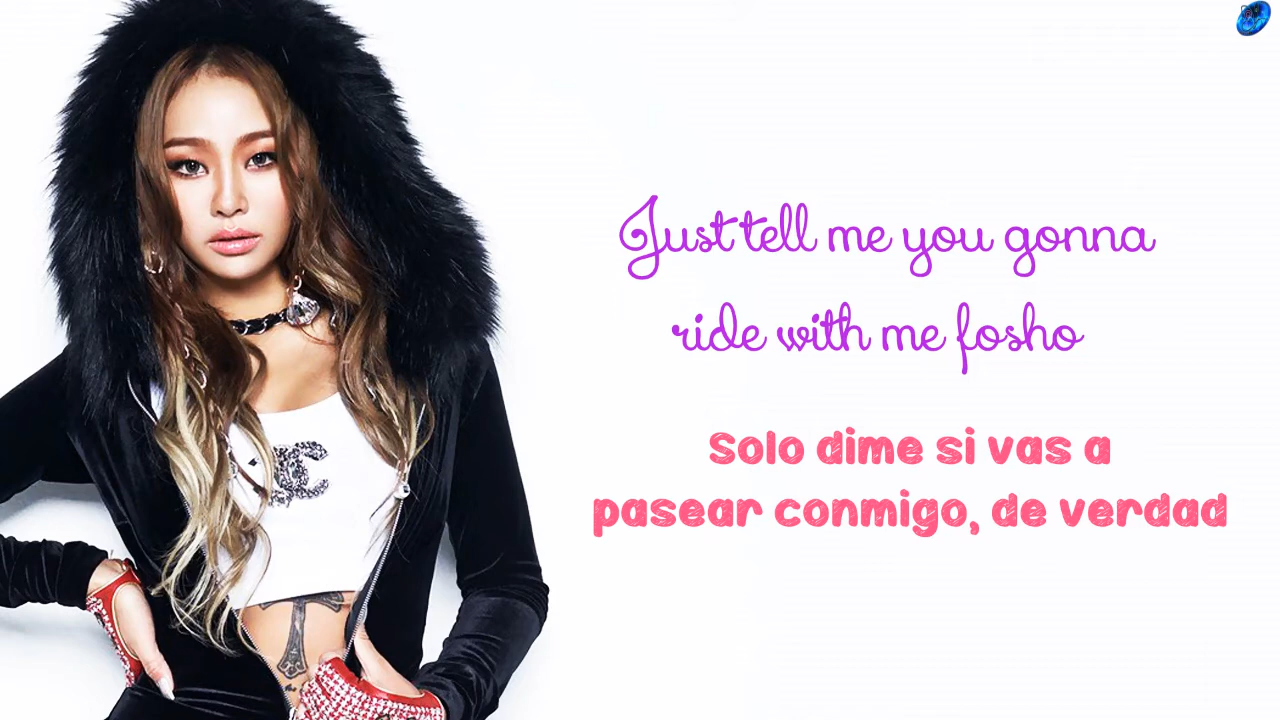 Just tell me you gonna
ride with me fosho
Solo dime si vas a
pasear conmigo, de verdad